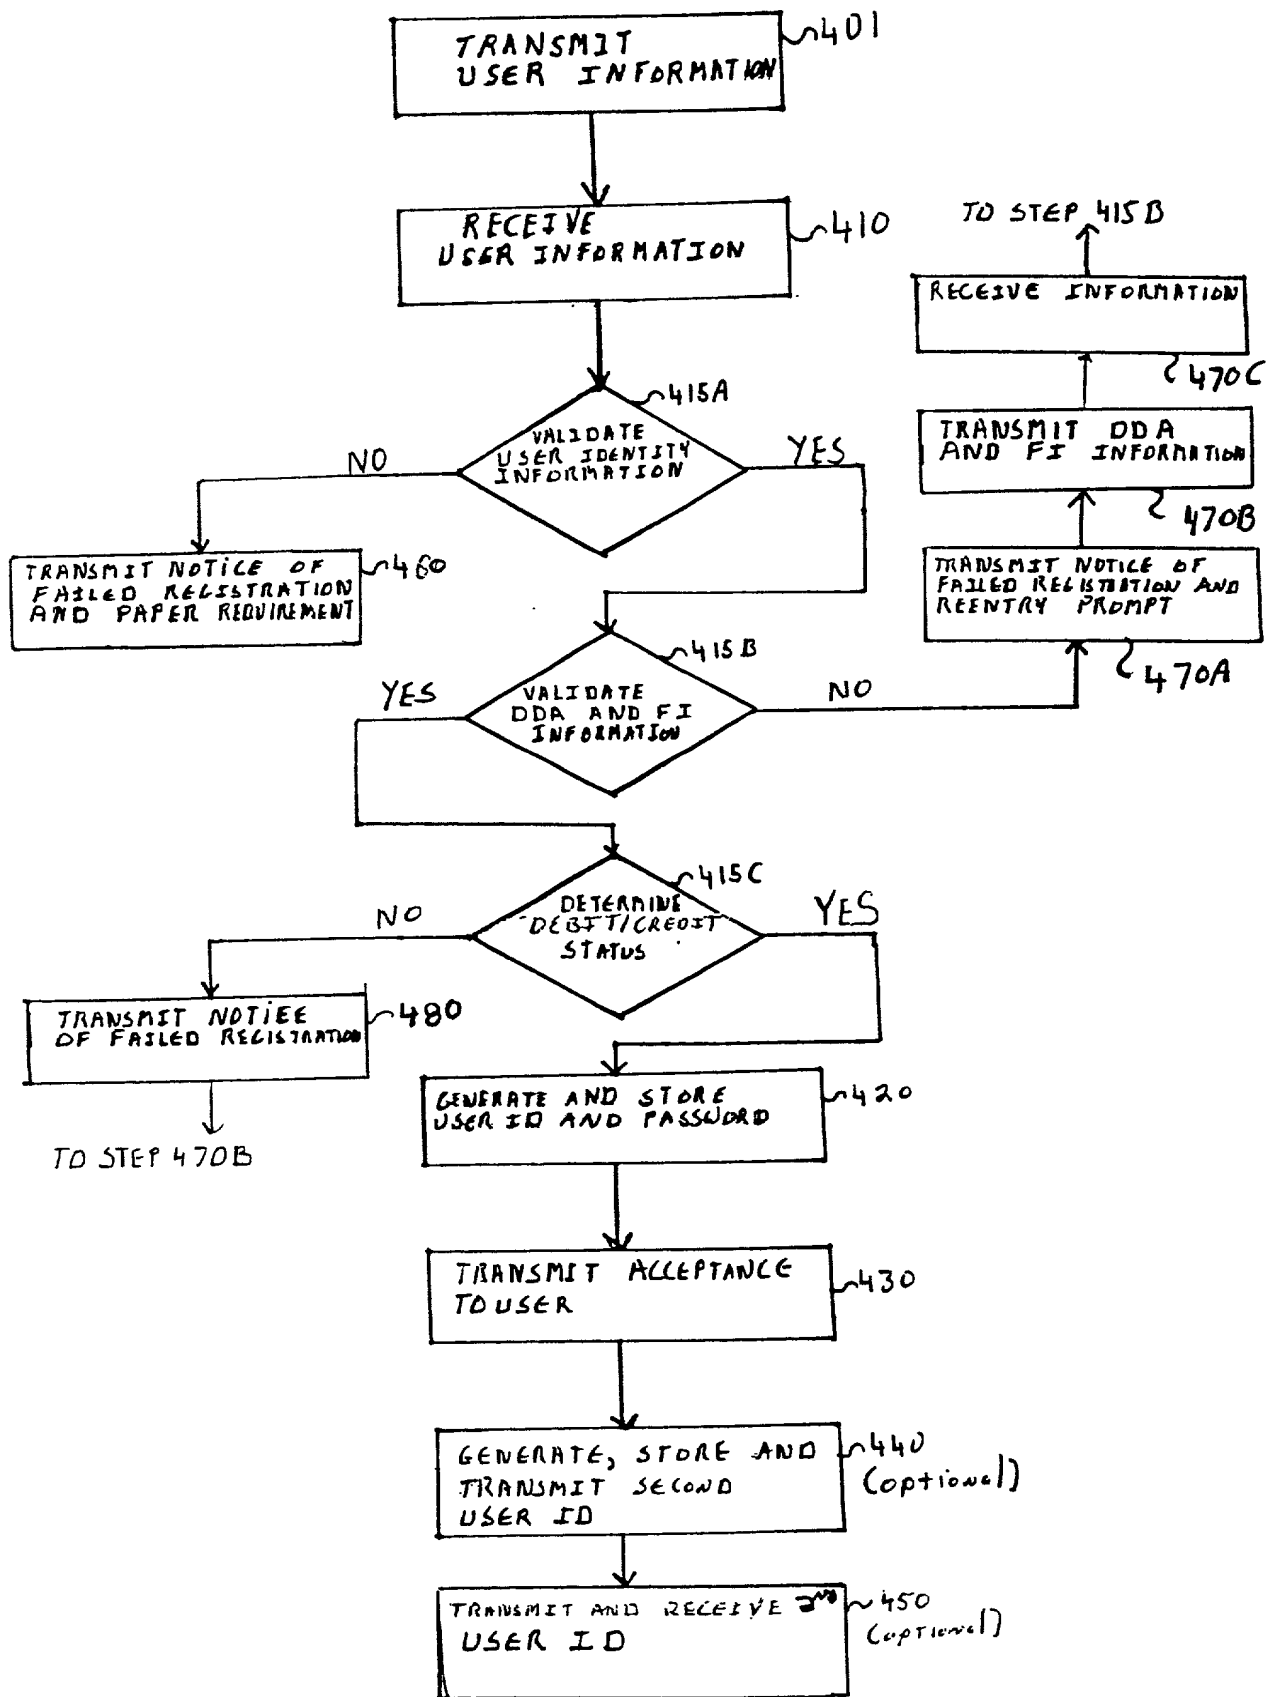 TRANSMIT
USER INFORMATION
401
RECEIVE
USER INFORMATION
410
TO STEP 415B
RECEIVE INFORMATION
470C
415A
VALIDATE
USER IDENTITY
INFORMATION
NO
YES
TRANSMIT DDA
AND FI INFORMATION
470B
TRANSMIT NOTICE OF
FAILED REGISTRATION
AND PAPER REQUIREMENT
460
TRANSMIT NOTICE OF
FAILED REGISTRATION AND
REENTRY PROMPT
470A
415B
VALIDATE
DDA AND FI
INFORMATION
YES
NO
415C
DETERMINE
DEBIT/CREDIT
STATUS
NO
YES
TRANSMIT NOTICE
OF FAILED REGISTRATION
480
TO STEP 470B
GENERATE AND STORE
USER ID AND PASSWORD
420
TRANSMIT ACCEPTANCE
TO USER
430
GENERATE, STORE AND
TRANSMIT SECOND
USER ID
440
(optional)
TRANSMIT AND RECEIVE 2ND
USER ID
450
(optional)